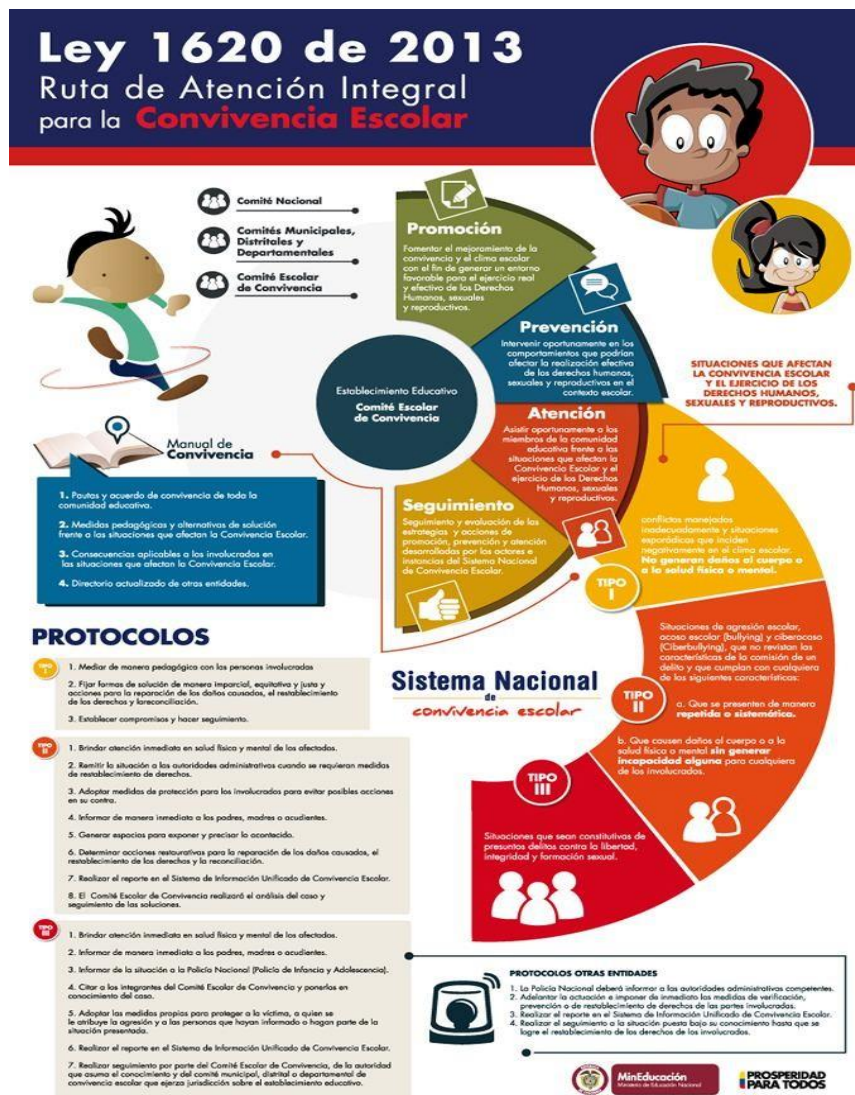 Ley 1620 de 2013
Ruta de Atención Integral
para la Convivencia Escolar
Comité Nacional
Comités Municipales,
Distritales y
Departamentales
Comité Escolar
de Convivencia
Promoción
Fomentar el mejoramiento de la
convivencia y el clima escolar
con el fin de generar un entorno
favorable para el ejercicio real
y efectivo de los Derechos
Humanos, sexuales
y reproductivos.
Prevención
Intervenir oportunamente en los
comportamientos que podrían
afectar la realización efectiva
de los derechos humanos,
sexuales y reproductivos en el
contexto escolar.
Establecimiento Educativo
Comité Escolar
de Convivencia
Atención
Asistir oportunamente a los
miembros de la comunidad
educativa frente a las
situaciones que afectan la
Convivencia Escolar y el
ejercicio de los Derechos
Humanos, sexuales
y reproductivos.
Seguimiento
Seguimiento y evaluación de las
estrategias y acciones de
promoción, prevención y atención
desarrolladas por los actores e
instancias del Sistema Nacional
de Convivencia Escolar.
SITUACIONES QUE AFECTAN
LA CONVIVENCIA ESCOLAR
Y EL EJERCICIO DE LOS
DERECHOS HUMANOS,
SEXUALES Y REPRODUCTIVOS.
Manual de
Convivencia
1. Pautas y acuerdo de convivencia de toda la
comunidad educativa.
2. Medidas pedagógicas y alternativas de solución
frente a las situaciones que afectan la Convivencia Escolar.
3. Consecuencias aplicables a los involucrados en
las situaciones que afectan la Convivencia Escolar.
4. Directorio actualizado de otras entidades.
conflictos manejados
inadecuadamente y situaciones
esporádicas que inciden
negativamente en el clima escolar.
No generan daños al cuerpo o
a la salud física o mental.
TIPO
I
Situaciones de agresión escolar,
acoso escolar (bullying) y ciberacoso
(Ciberbullying), que no revistan las
características de la comisión de un
delito y que cumplan con cualquiera
de las siguientes características:
a. Que se presenten de manera
repetida o sistemática.
b. Que causen daños al cuerpo o a la
salud física o mental sin generar
incapacidad alguna para cualquiera
de los involucrados.
TIPO
II
TIPO
III
Situaciones que sean constitutivas de
presuntos delitos contra la libertad,
integridad y formación sexual.
Sistema Nacional
de
convivencia escolar
PROTOCOLOS
TIPO
I
1. Mediar de manera pedagógica con las personas involucradas
2. Fijar formas de solución de manera imparcial, equitativa y justa y
acciones para la reparación de los daños causados, el restablecimiento
de los derechos y lareconciliación.
3. Establecer compromisos y hacer seguimiento.
TIPO
II
1. Brindar atención inmediata en salud física y mental de los afectados.
2. Remitir la situación a las autoridades administrativas cuando se requieran medidas
de restablecimiento de derechos.
3. Adoptar medidas de protección para los involucrados para evitar posibles acciones
en su contra.
4. Informar de manera inmediata a los padres, madres o acudientes.
5. Generar espacios para exponer y precisar lo acontecido.
6. Determinar acciones restaurativas para la reparación de los daños causados, el
restablecimiento de los derechos y la reconciliación.
7. Realizar el reporte en el Sistema de Información Unificado de Convivencia Escolar.
8. El Comité Escolar de Convivencia realizará el análisis del caso y
seguimiento de las soluciones.
TIPO
III
1. Brindar atención inmediata en salud física y mental de los afectados.
2. Informar de manera inmediata a los padres, madres o acudientes.
3. Informar de la situación a la Policía Nacional (Policía de Infancia y Adolescencia).
4. Citar a los integrantes del Comité Escolar de Convivencia y ponerlos en
conocimiento del caso.
5. Adoptar las medidas propias para proteger a la víctima, a quien se
le atribuye la agresión y a las personas que hayan informado o hagan parte de la
situación presentada.
6. Realizar el reporte en el Sistema de Información Unificado de Convivencia Escolar.
7. Realizar seguimiento por parte del Comité Escolar de Convivencia, de la autoridad
que asuma el conocimiento y del comité municipal, distrital o departamental de
convivencia escolar que ejerza jurisdicción sobre el establecimiento educativo.
PROTOCOLOS OTRAS ENTIDADES
1. La Policía Nacional deberá informar a las autoridades administrativas competentes.
2. Adelantar la actuación e imponer de inmediato las medidas de verificación,
prevención o de restablecimiento de derechos de las partes involucradas.
3. Realizar el reporte en el Sistema de Información Unificado de Convivencia Escolar.
4. Realizar el seguimiento a la situación puesta bajo su conocimiento hasta que se
logre el restablecimiento de los derechos de los involucrados.
MinEducación
Ministerio de Educación Nacional
PROSPERIDAD
PARA TODOS